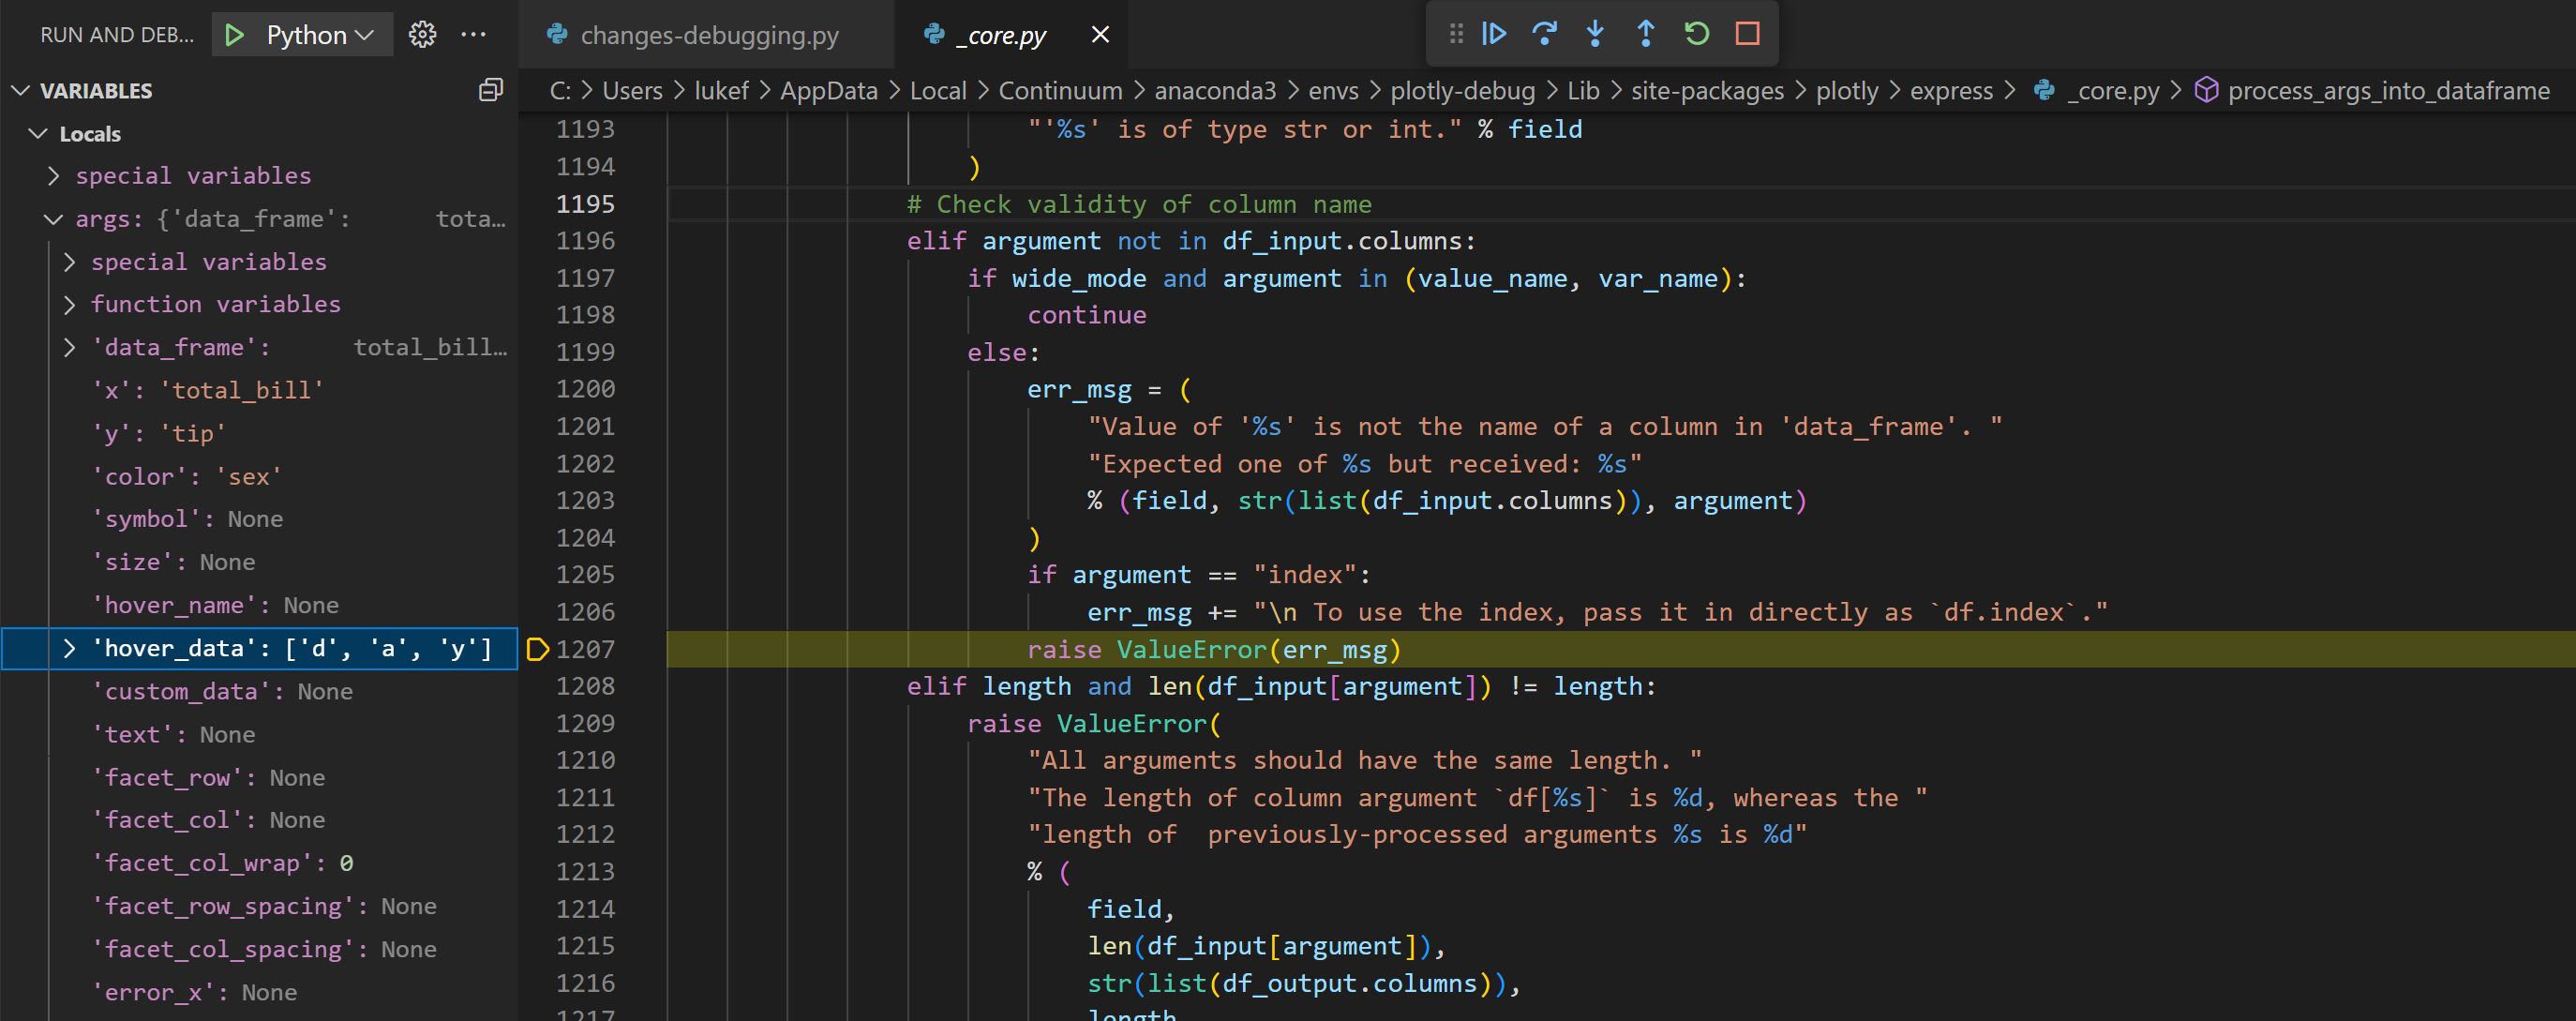 RUN AND DEB... Python
VARIABLES
Locals
special variables
args: {'data_frame': tota...
special variables
function variables
'data_frame': total_bill...
'x': 'total_bill'
'y': 'tip'
'color': 'sex'
'symbol': None
'size': None
'hover_name': None
'hover_data': ['d', 'a', 'y']
'custom_data': None
'text': None
'facet_row': None
'facet_col': None
'facet_col_wrap': 0
'facet_row_spacing': None
'facet_col_spacing': None
'error_x': None
changes-debugging.py _core.py
C: > Users > lukef > AppData > Local > Continuum > anaconda3 > envs > plotly-debug > Lib > site-packages > plotly > express > _core.py > process_args_into_dataframe
1193 "'%s' is of type str or int." % field
1194 )
1195 # Check validity of column name
1196 elif argument not in df_input.columns:
1197 if wide_mode and argument in (value_name, var_name):
1198 continue
1199 else:
1200 err_msg = (
1201 "Value of '%s' is not the name of a column in 'data_frame'. "
1202 "Expected one of %s but received: %s"
1203 % (field, str(list(df_input.columns)), argument)
1204 )
1205 if argument == "index":
1206 err_msg += "\n To use the index, pass it in directly as `df.index`."
1207 raise ValueError(err_msg)
1208 elif length and len(df_input[argument]) != length:
1209 raise ValueError(
1210 "All arguments should have the same length. "
1211 "The length of column argument `df[%s]` is %d, whereas the "
1212 "length of  previously-processed arguments %s is %d"
1213 % (
1214 field,
1215 len(df_input[argument]),
1216 str(list(df_output.columns)),
1217 length